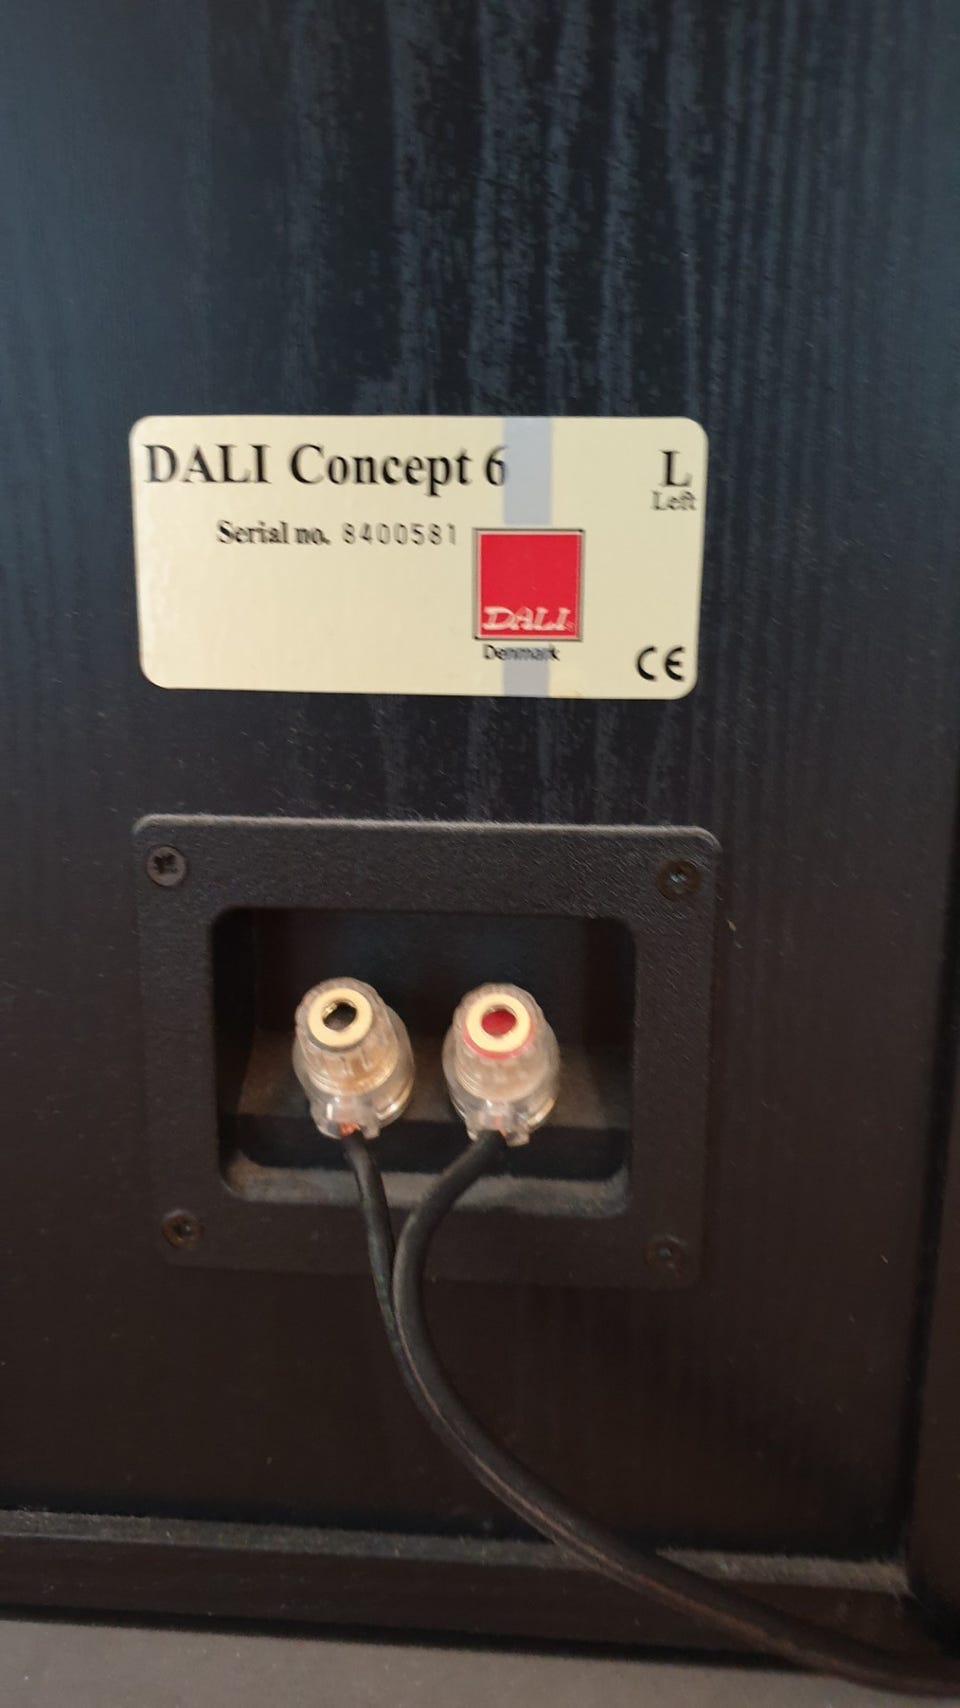 DALI Concept 6
L
Left
Serial no. 8400581
DALI
Denmark
CE